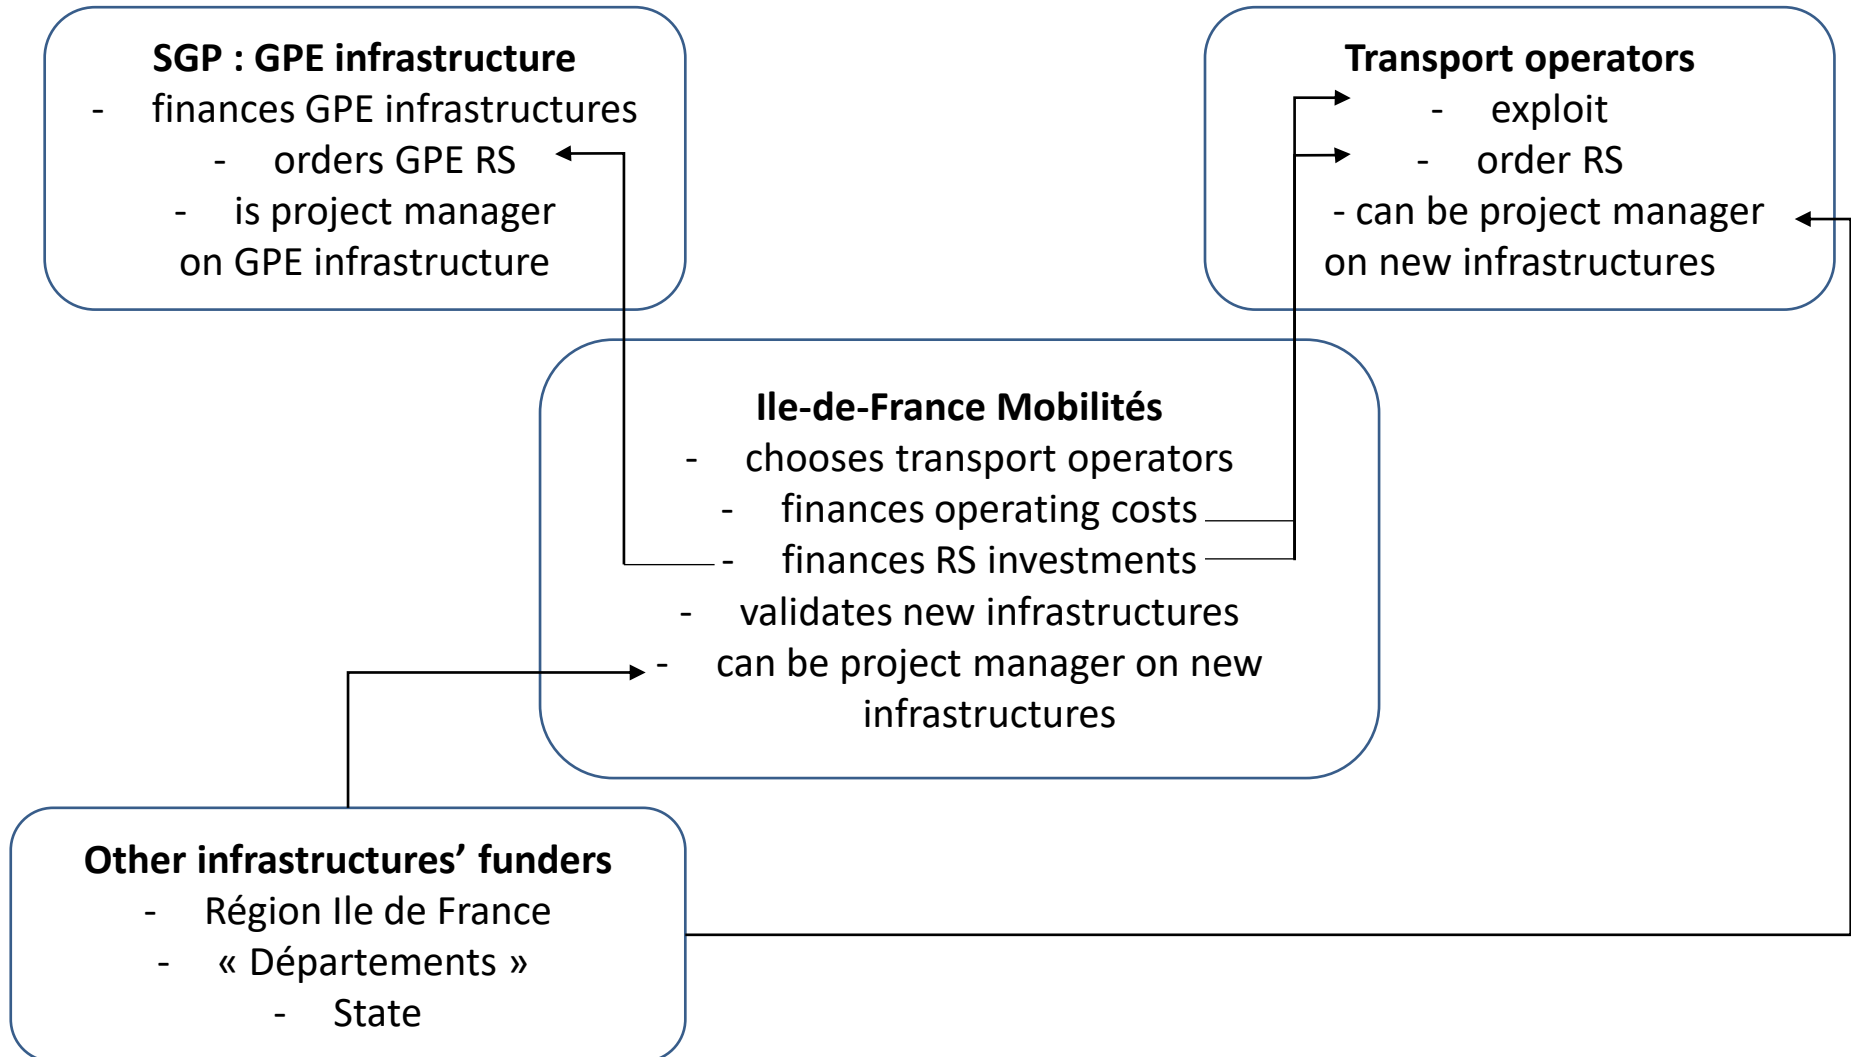 SGP : GPE infrastructure
- finances GPE infrastructures
- orders GPE RS
- is project manager
on GPE infrastructure
Transport operators
- exploit
- order RS
- can be project manager
on new infrastructures
Ile-de-France Mobilités
- chooses transport operators
- finances operating costs
- finances RS investments
- validates new infrastructures
- can be project manager on new
infrastructures
Other infrastructures’ funders
- Région Ile de France
- « Départements »
- State